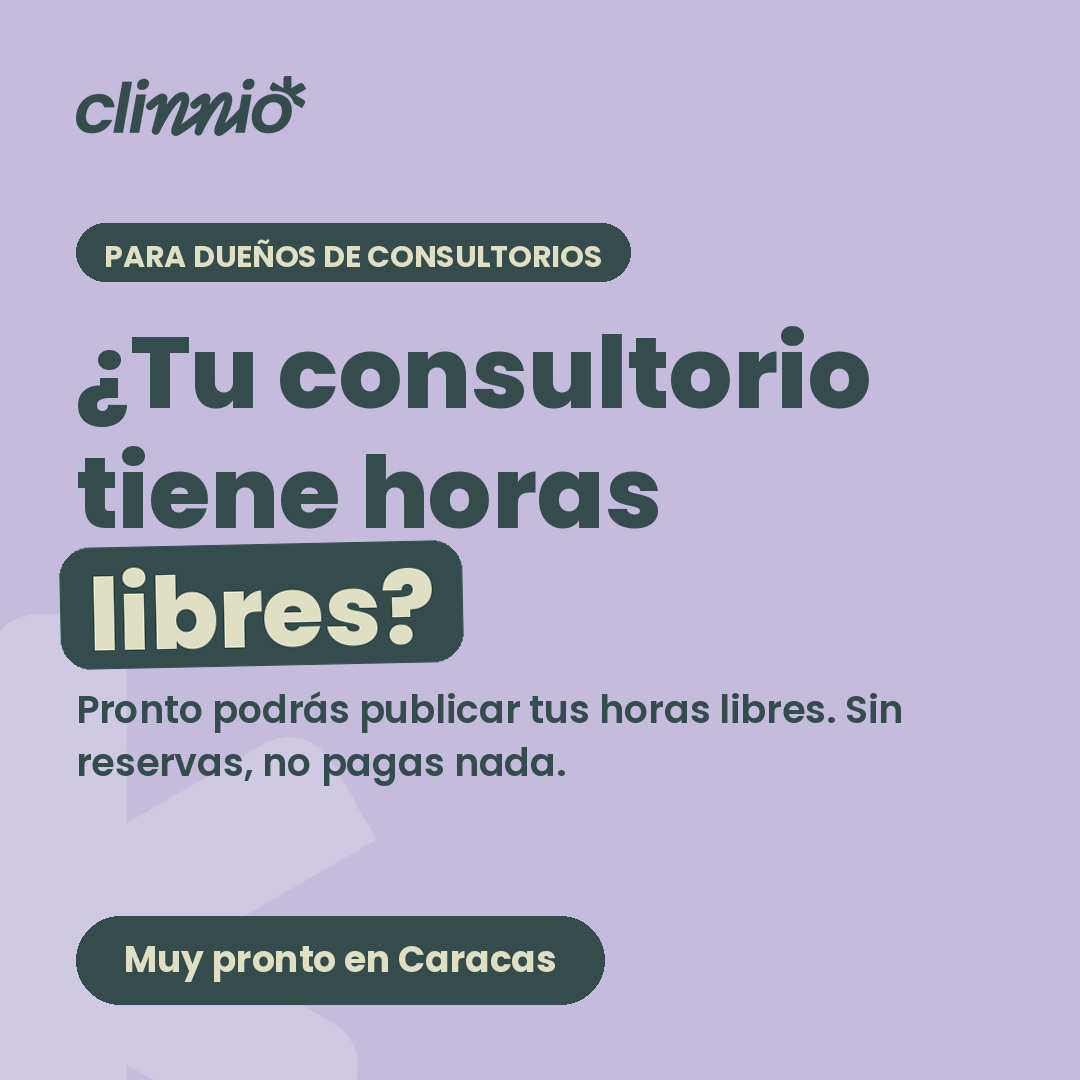 clinnio*
PARA DUEÑOS DE CONSULTORIOS
¿Tu consultorio
tiene horas
libres?
Pronto podrás publicar tus horas libres. Sin
reservas, no pagas nada.
Muy pronto en Caracas